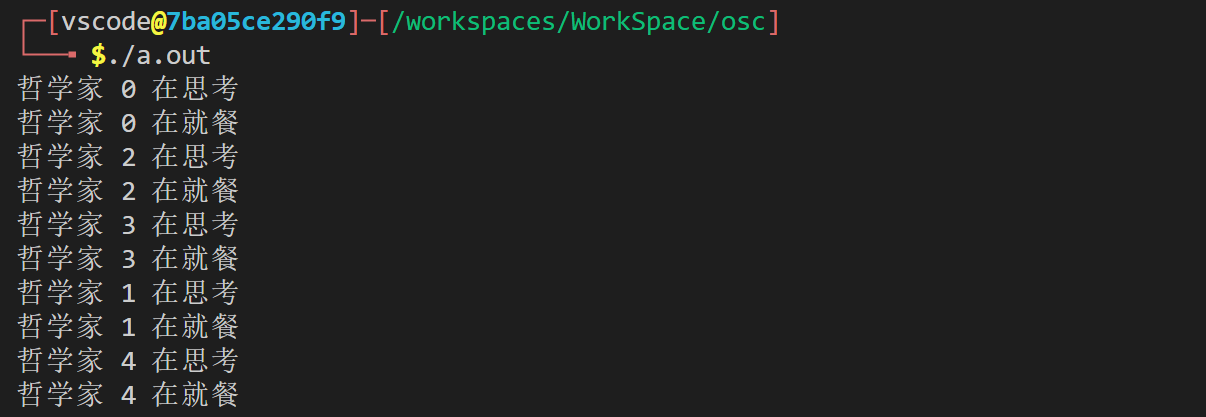 ┌─[vscode@7ba05ce290f9]─[/workspaces/WorkSpace/osc]
└──╼ $./a.out
哲学家 0 在思考
哲学家 0 在就餐
哲学家 2 在思考
哲学家 2 在就餐
哲学家 3 在思考
哲学家 3 在就餐
哲学家 1 在思考
哲学家 1 在就餐
哲学家 4 在思考
哲学家 4 在就餐